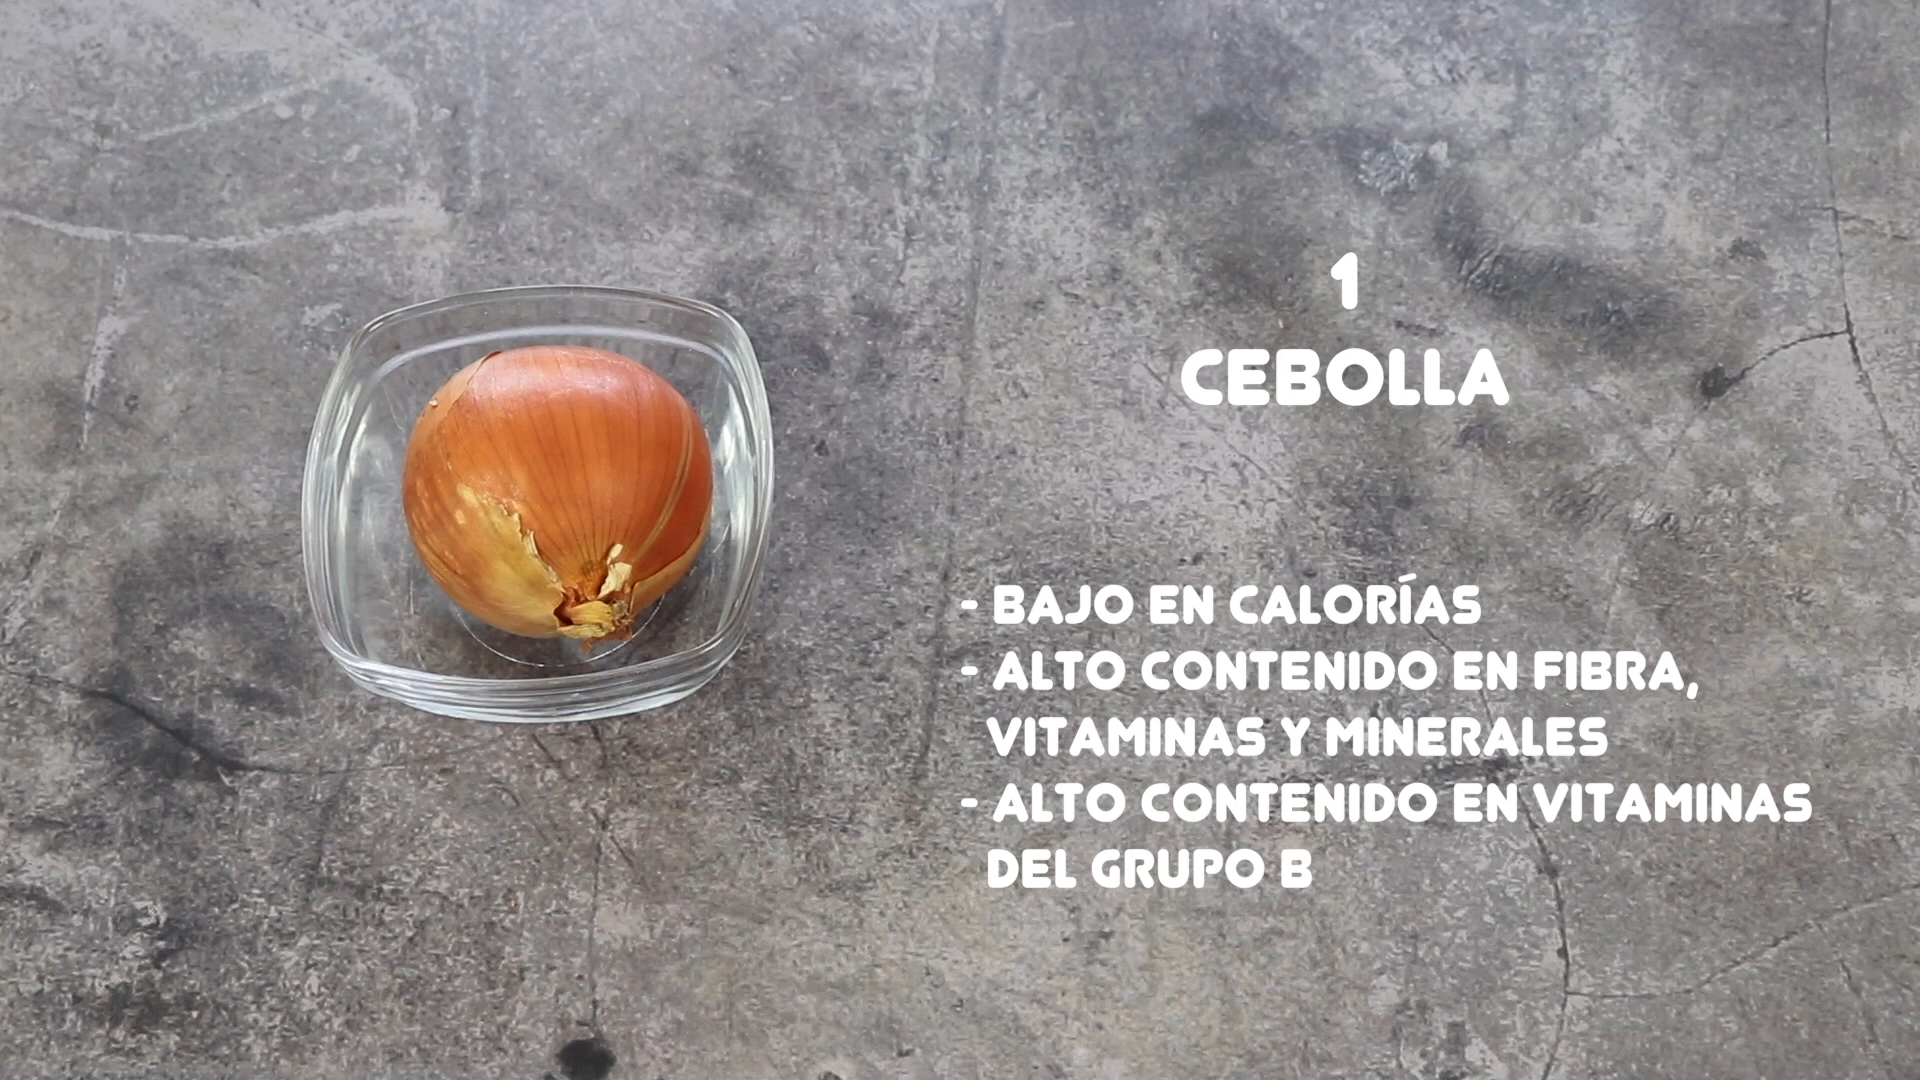 1
CEBOLLA
- BAJO EN CALORÍAS
- ALTO CONTENIDO EN FIBRA,
VITAMINAS Y MINERALES
- ALTO CONTENIDO EN VITAMINAS
DEL GRUPO B